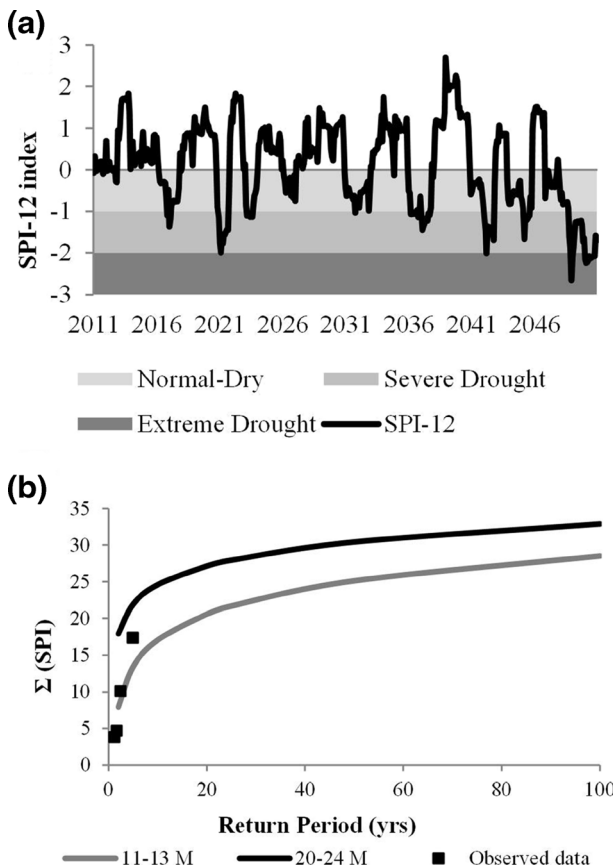 (a)
3
2
1
0
-1
-2
-3
SPI-12 index
2011 2016 2021 2026 2031 2036 2041 2046
Normal-Dry Severe Drought
Extreme Drought SPI-12
(b)
35
30
25
20
15
10
5
0
Σ (SPI)
0 20 40 60 80 100
Return Period (yrs)
11-13 M 20-24 M Observed data